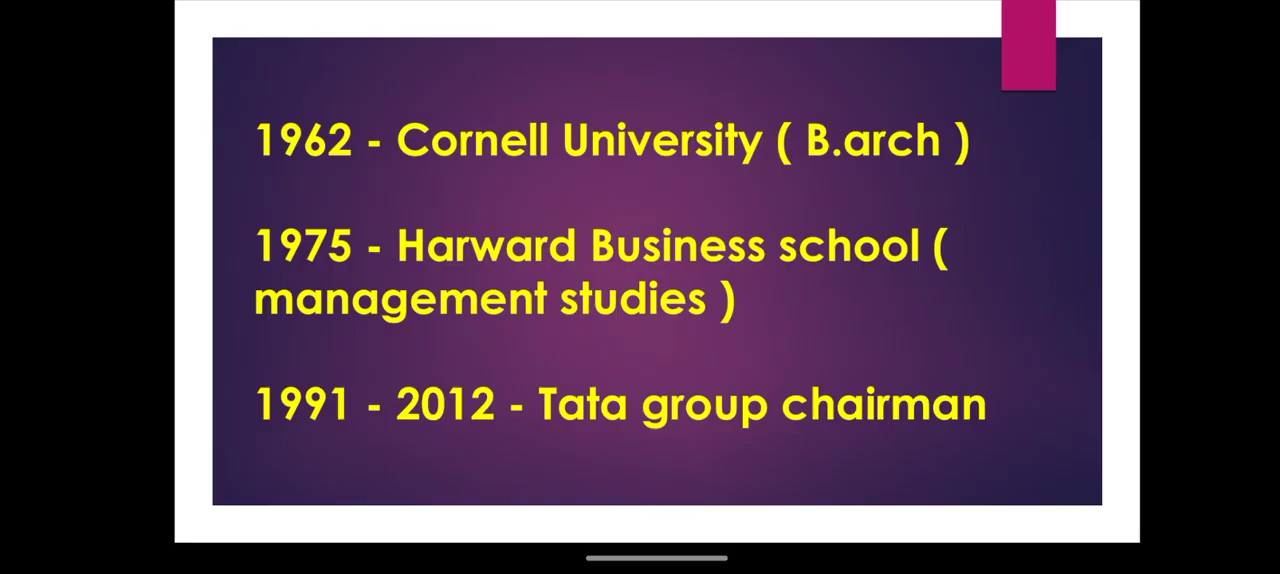 1962 - Cornell University ( B.arch )
1975 - Harward Business school (
management studies )
1991 - 2012 - Tata group chairman